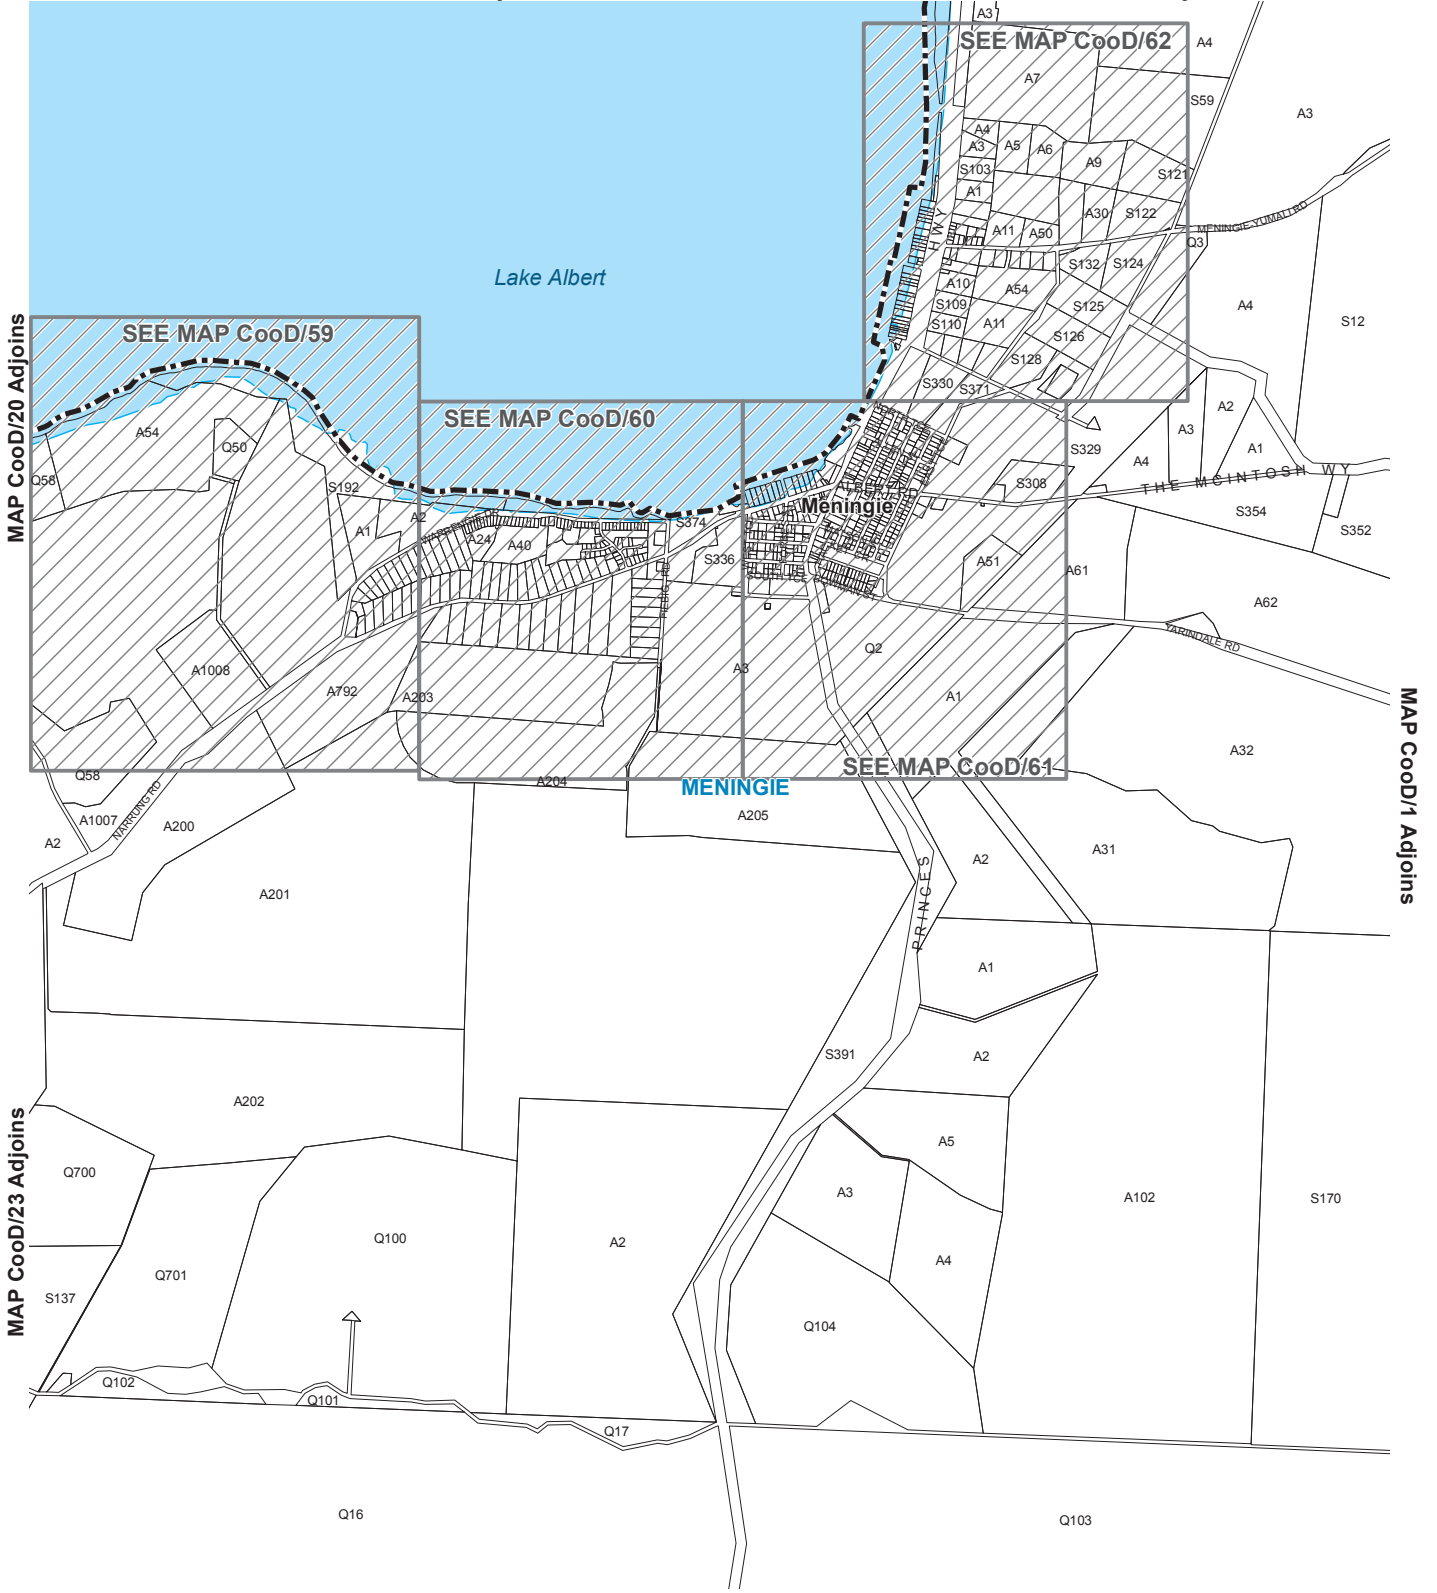 A3
SEE MAP CooD/62
A4
A7
S59
A3
A4
A3
A5
A6
A9
S103
S121
A1
A30
S122
HWY
A11
A50
MENINGIE-YUMALI RD
Q3
S132
S124
Lake Albert
A10
A54
S109
S125
A4
S110
A11
S126
S12
S128
SEE MAP CooD/59
MAP CooD/20 Adjoins
S330
S371
SEE MAP CooD/60
A54
Q50
A2
A3
S329
A1
A4
Q58
S192
THE MCINTOSH WY
S308
Meningie
S354
A2
A1
S374
S352
A24
A40
S336
A51
A61
A62
Q2
YARINDALE RD
A3
A1008
A792
A203
A1
MAP CooD/1 Adjoins
A32
SEE MAP CooD/61
Q58
A204
MENINGIE
A205
NARRUNG RD
A1007
A200
A2
A31
A2
A201
PRINCES
A1
S391
A2
A202
A5
MAP CooD/23 Adjoins
Q700
A3
A102
S170
Q100
A2
A4
Q701
S137
Q104
Q102
Q101
Q17
Q16
Q103